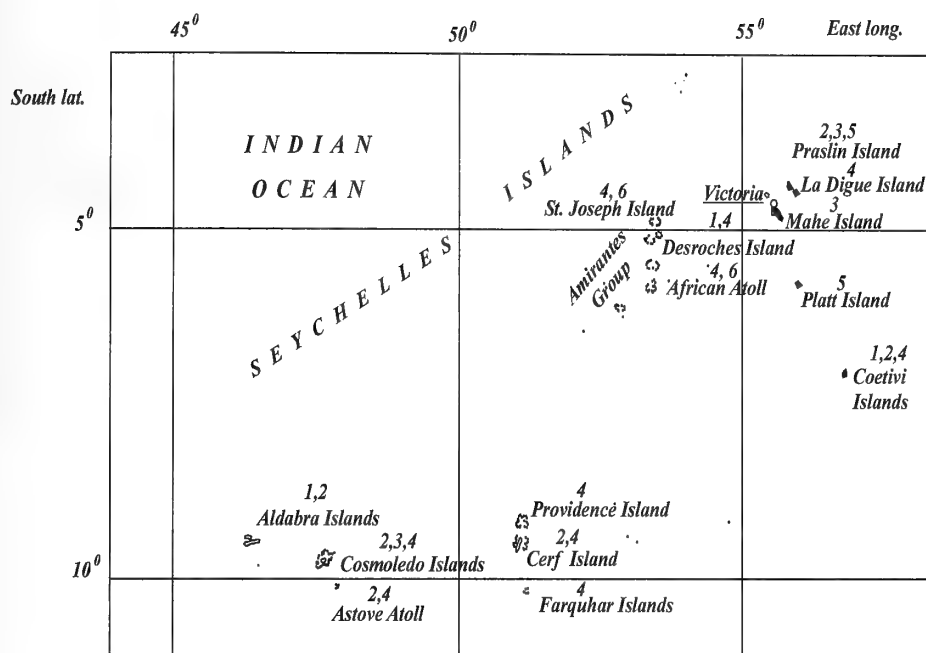 45⁰ 50⁰ 55⁰ East long.
South lat.
INDIAN
OCEAN
SEYCHELLES ISLANDS
2,3,5
Praslin Island
4
La Digue Island
Victoria
3
Mahe Island
4, 6
St. Joseph Island
1,4
5⁰
Desroches Island
Amirantes
Group
4, 6
African Atoll
5
Platt Island
1,2,4
Coetivi
Islands
1,2
Aldabra Islands
4
Providence Island
2,3,4
Cosmoledo Islands
2,4
Cerf Island
10⁰
2,4
Astove Atoll
4
Farquhar Islands